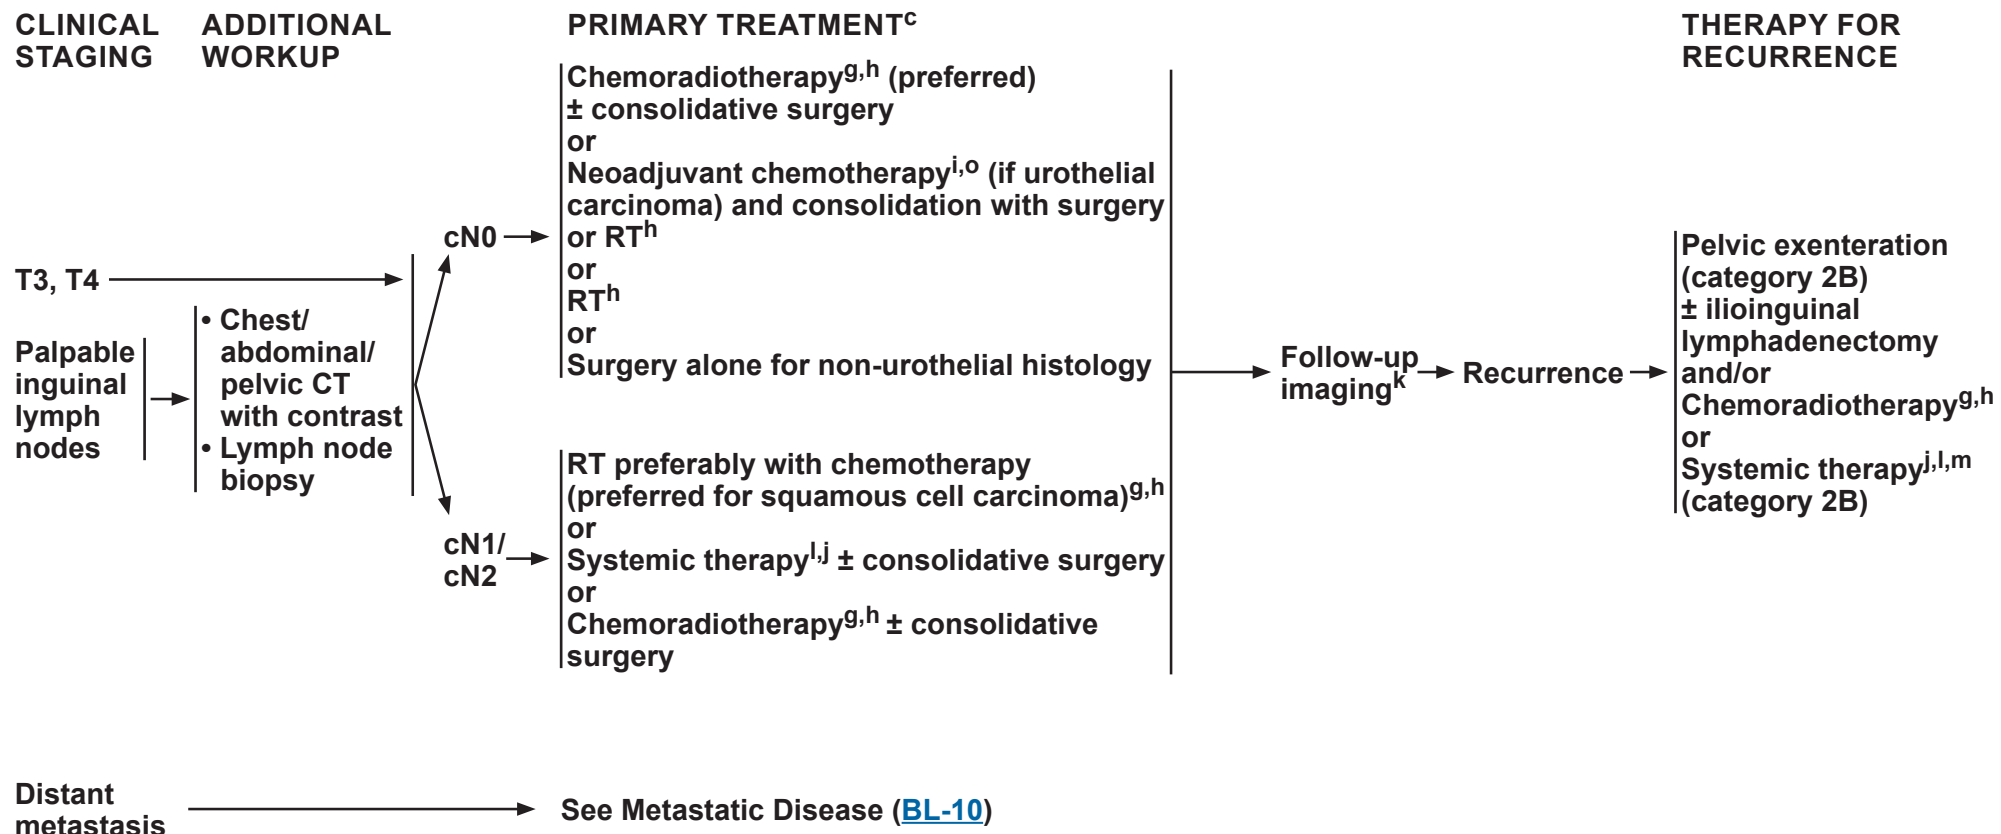 CLINICAL
STAGING
ADDITIONAL
WORKUP
PRIMARY TREATMENTc
THERAPY FOR
RECURRENCE
T3, T4
Palpable
inguinal
lymph
nodes
• Chest/
abdominal/
pelvic CT
with contrast
• Lymph node
biopsy
cN0
Chemoradiotherapyg,h (preferred)
± consolidative surgery
or
Neoadjuvant chemotherapyi,o (if urothelial
carcinoma) and consolidation with surgery
or RTh
or
RTh
or
Surgery alone for non-urothelial histology
cN1/
cN2
RT preferably with chemotherapy
(preferred for squamous cell carcinoma)g,h
or
Systemic therapyl,j ± consolidative surgery
or
Chemoradiotherapyg,h ± consolidative
surgery
Follow-up
imagingk
Recurrence
Pelvic exenteration
(category 2B)
± ilioinguinal
lymphadenectomy
and/or
Chemoradiotherapyg,h
or
Systemic therapyj,l,m
(category 2B)
Distant
metastasis
See Metastatic Disease (BL-10)